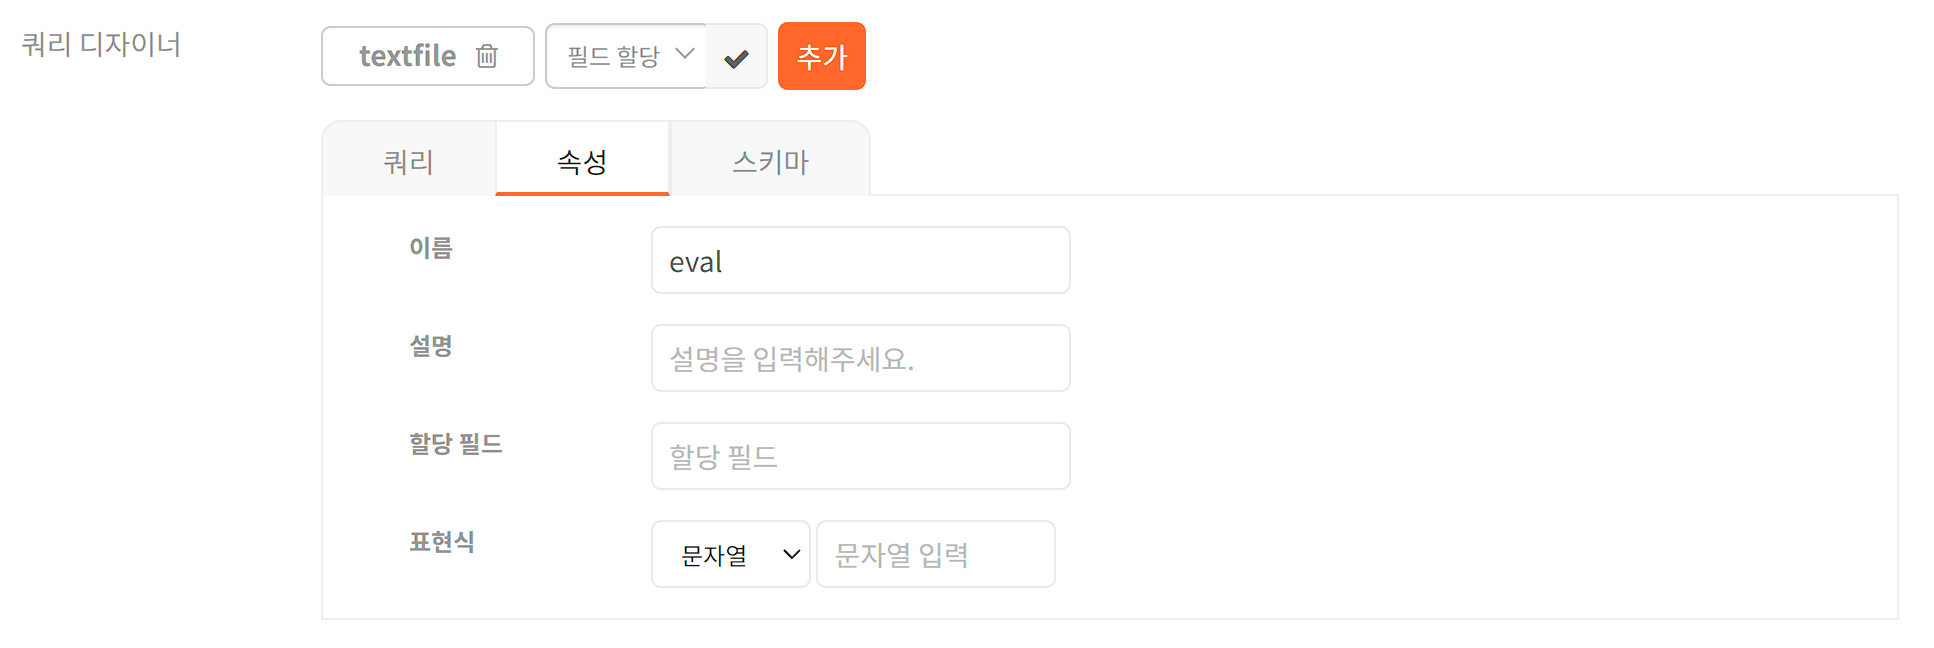 쿼리 디자이너
textfile
필드 할당
추가
쿼리
속성
스키마
이름
eval
설명
설명을 입력해주세요.
할당 필드
할당 필드
표현식
문자열
문자열 입력